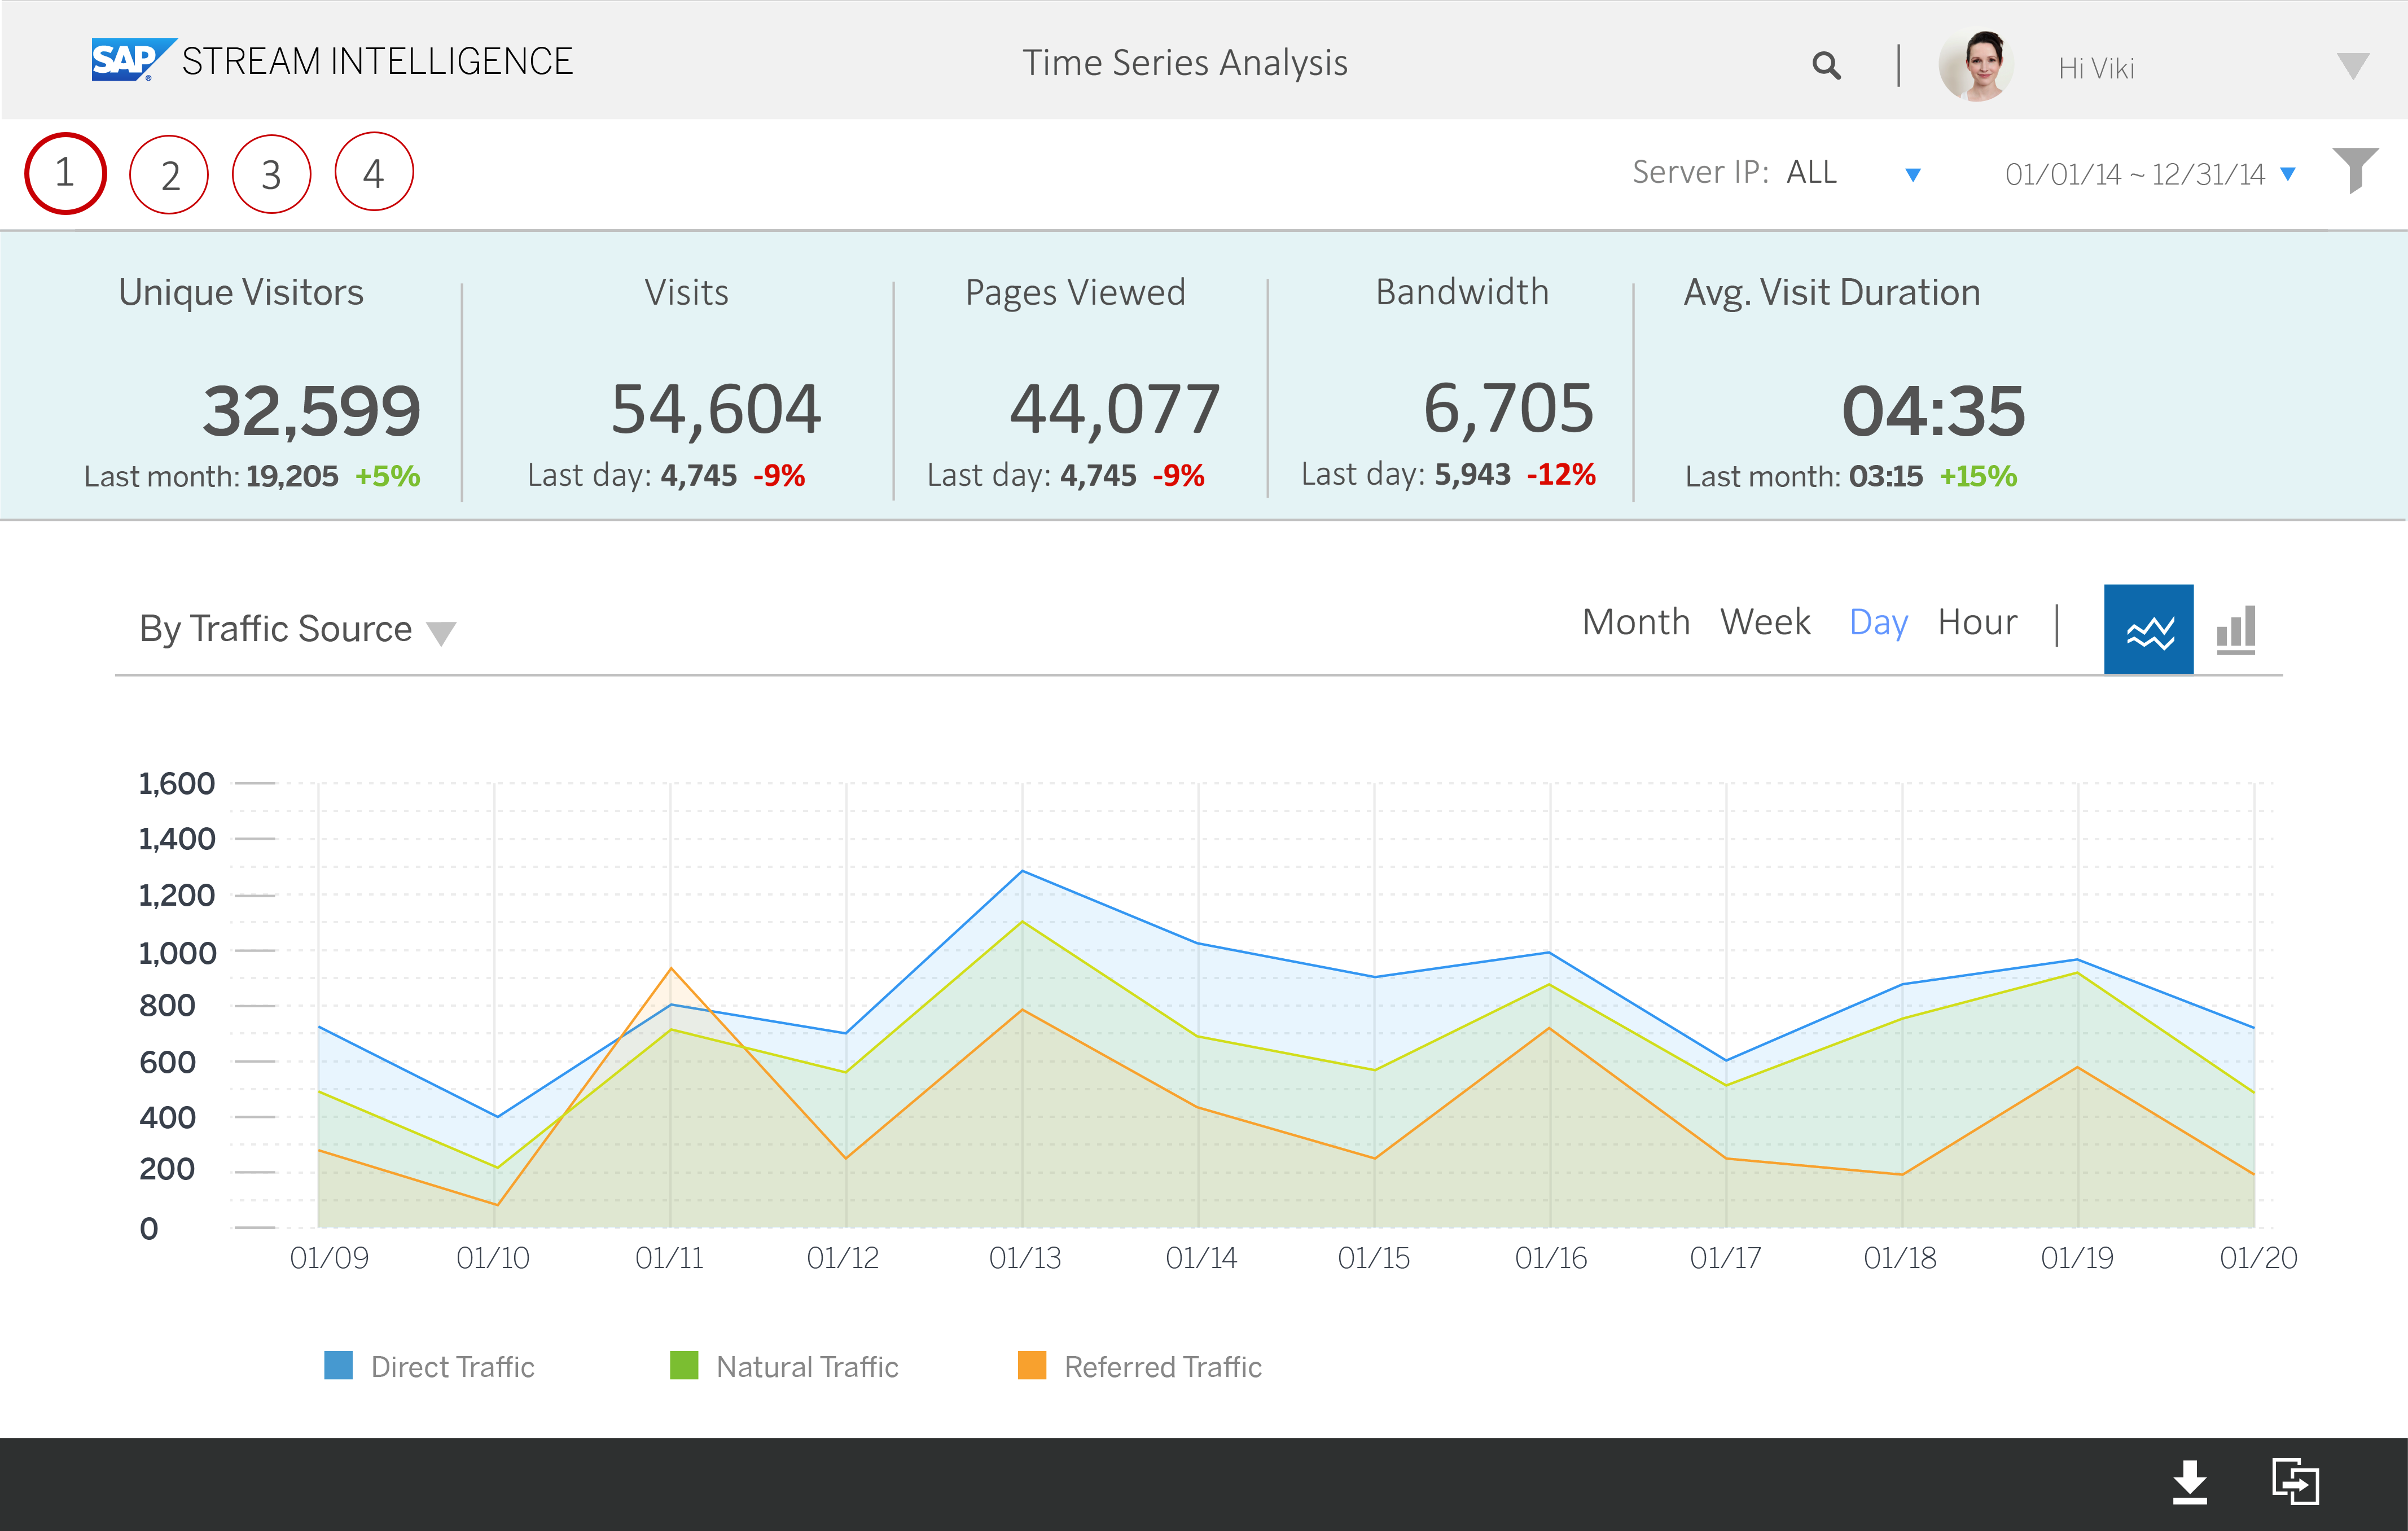 SAP® STREAM INTELLIGENCE
Time Series Analysis
Hi Viki
1 2 3 4
Server IP: ALL
01/01/14 ~ 12/31/14
Unique Visitors
32,599
Last month: 19,205 +5%
Visits
54,604
Last day: 4,745 -9%
Pages Viewed
44,077
Last day: 4,745 -9%
Bandwidth
6,705
Last day: 5,943 -12%
Avg. Visit Duration
04:35
Last month: 03:15 +15%
By Traffic Source
Month Week Day Hour
1,600
1,400
1,200
1,000
800
600
400
200
0
01/09 01/10 01/11 01/12 01/13 01/14 01/15 01/16 01/17 01/18 01/19 01/20
Direct Traffic Natural Traffic Referred Traffic